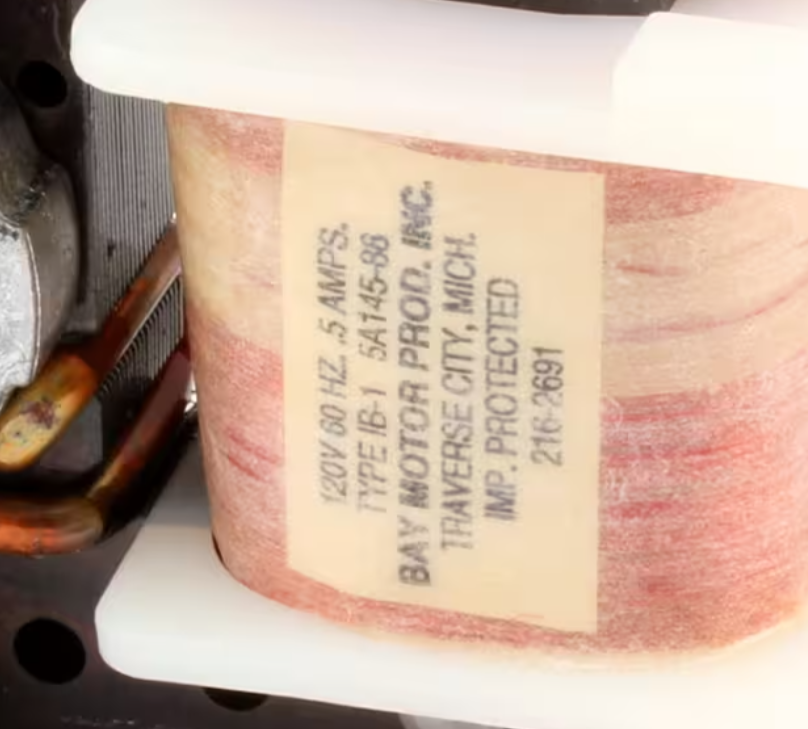 120V 60 HZ. .5 AMPS.
TYPE IB-1 5A145-86
BAY MOTOR PROD. INC.
TRAVERSE CITY, MICH.
IMP. PROTECTED
216-2691